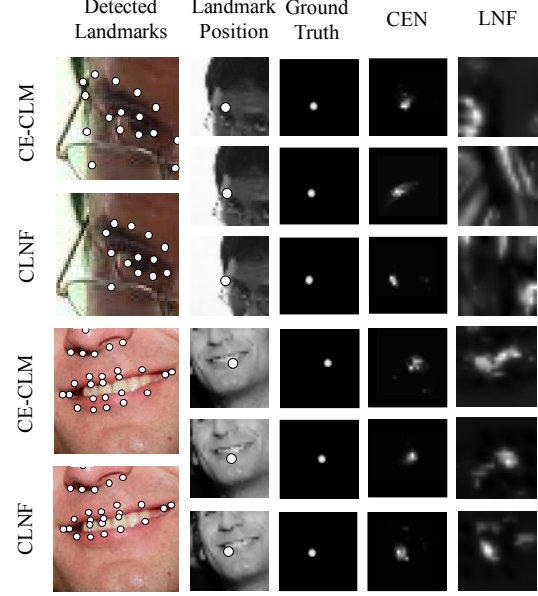 Detected Landmarks
Landmark Position
Ground Truth
CEN
LNF
CE-CLM
CLNF
CE-CLM
CLNF